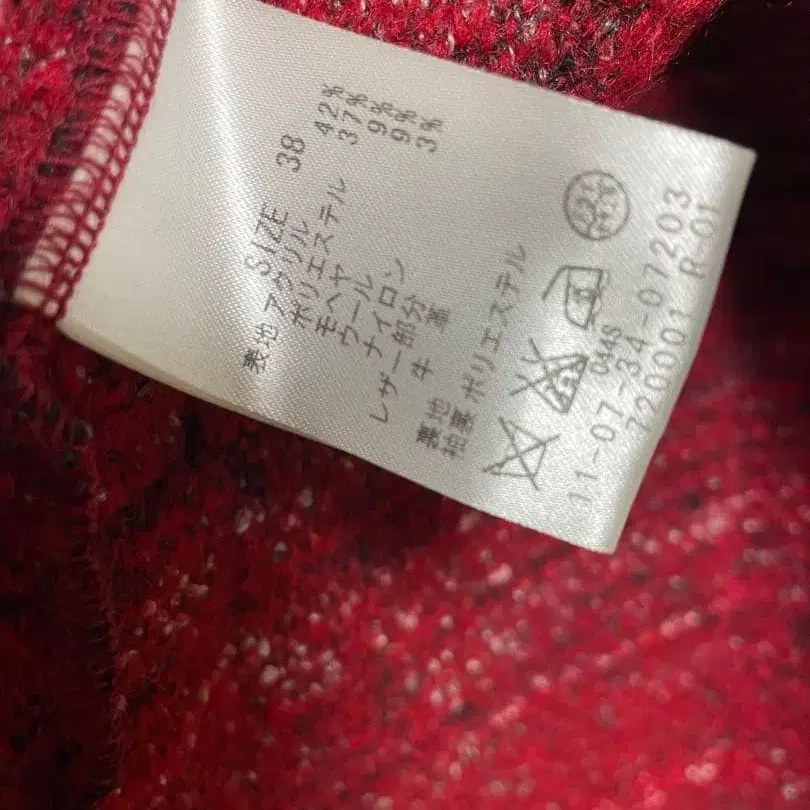 SIZE 38
表地 アクリル 42%
ポリエステル 37%
モヘヤ 9%
ウール 9%
ナイロン 3%
レザー部分
牛革
裏地
ポリエステル
044S
11-07-34-07203
720001 R-01